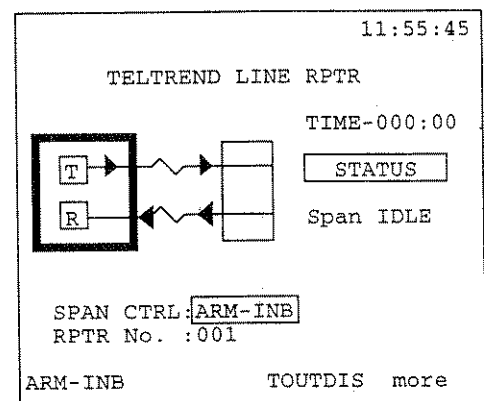 11:55:45
TELTREND LINE RPTR
TIME-000:00
T
STATUS
R
Span IDLE
SPAN CTRL:ARM-INB
RPTR No. :001
ARM-INB TOUTDIS more